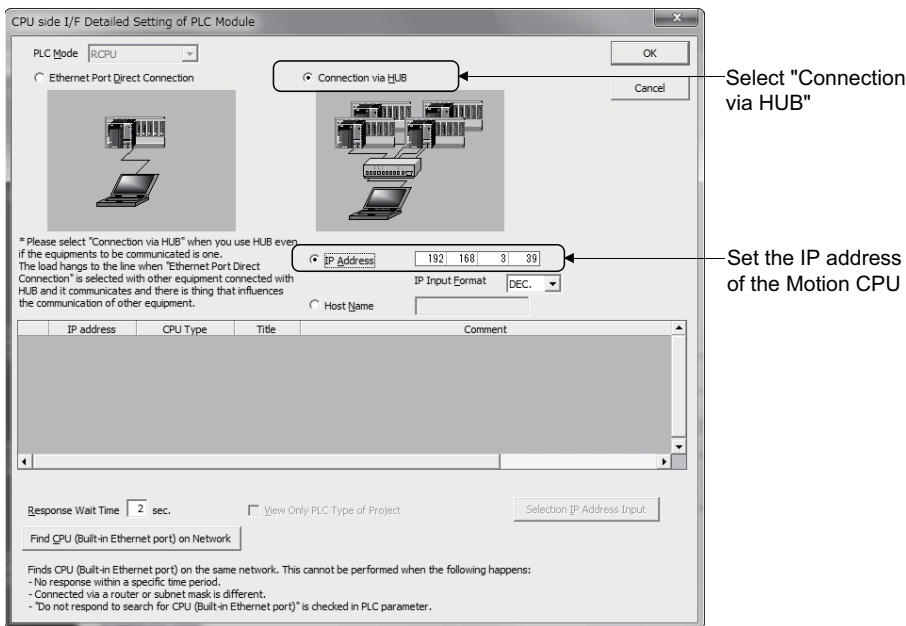 CPU side I/F Detailed Setting of PLC Module
PLC Mode RCPU
OK
Ethernet Port Direct Connection
Connection via HUB
Cancel
Select "Connection
via HUB"
* Please select "Connection via HUB" when you use HUB even
if the equipments to be communicated is one.
The load hangs to the line when "Ethernet Port Direct
Connection" is selected with other equipment connected with
HUB and it communicates and there is thing that influences
the communication of other equipment.
IP Address 192 168 3 39
Set the IP address
of the Motion CPU
IP Input Format DEC.
Host Name
IP address CPU Type Title Comment
Response Wait Time 2 sec.
View Only PLC Type of Project
Selection IP Address Input
Find CPU (Built-in Ethernet port) on Network
Finds CPU (Built-in Ethernet port) on the same network. This cannot be performed when the following happens:
- No response within a specific time period.
- Connected via a router or subnet mask is different.
- "Do not respond to search for CPU (Built-in Ethernet port)" is checked in PLC parameter.